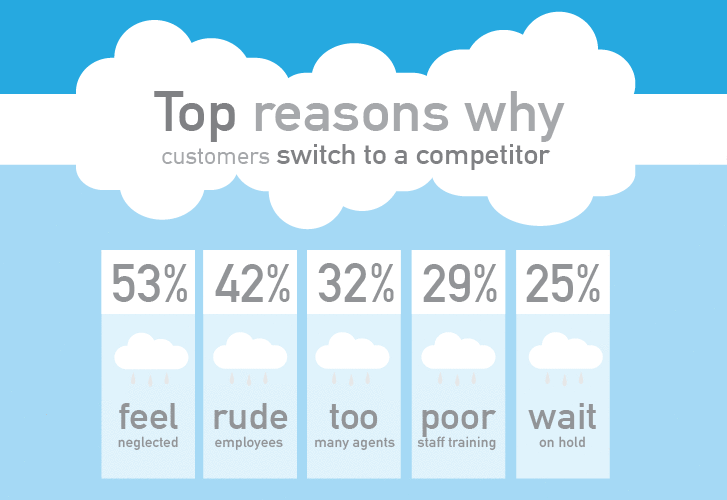 Top reasons why
customers switch to a competitor
53% 42% 32% 29% 25%
feel rude too poor wait
neglected employees many agents staff training on hold